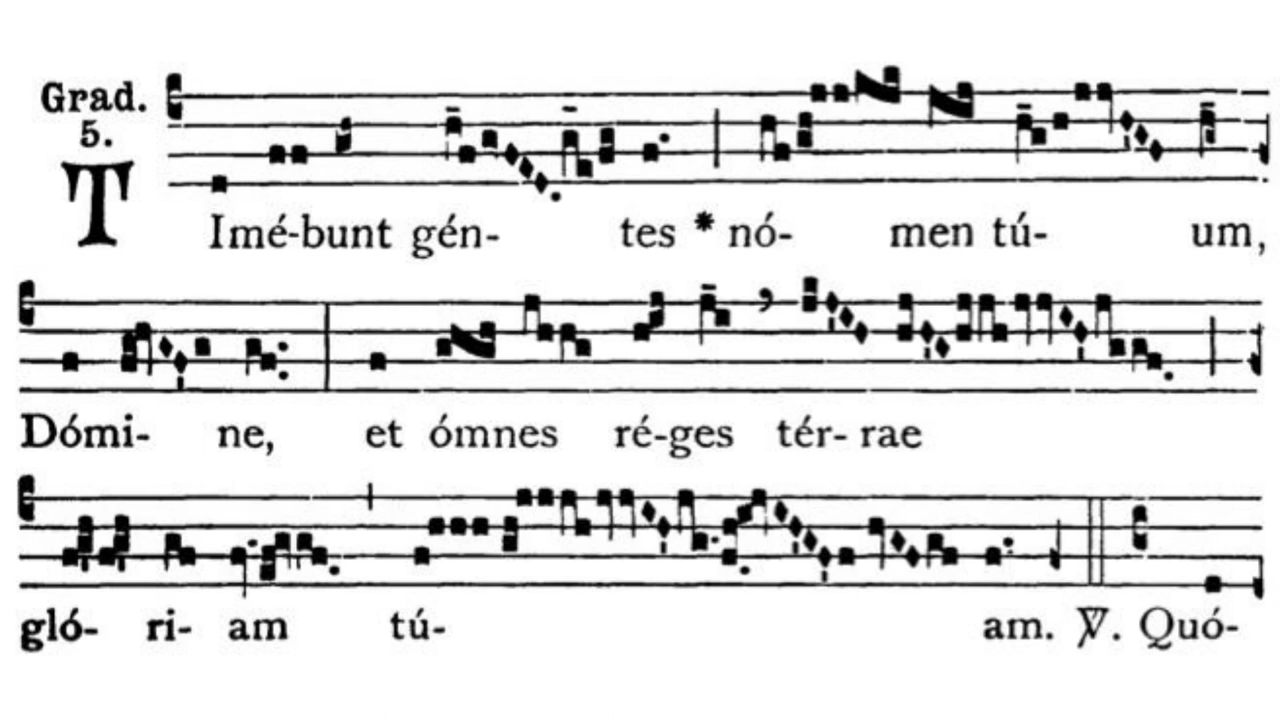 Grad.
5.
TImé-bunt gén- tes * nó- men tú- um,
Dómi- ne, et ómnes ré-ges tér- rae
gló- ri- am tú- am. ℣. Quó-